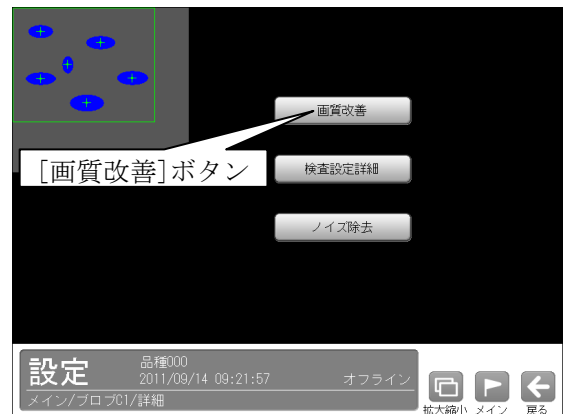 画質改善
[画質改善]ボタン
検査設定詳細
ノイズ除去
設定
品種000
2011/09/14 09:21:57
オフライン
メイン/ブロブC1/詳細
拡大縮小
メイン
戻る